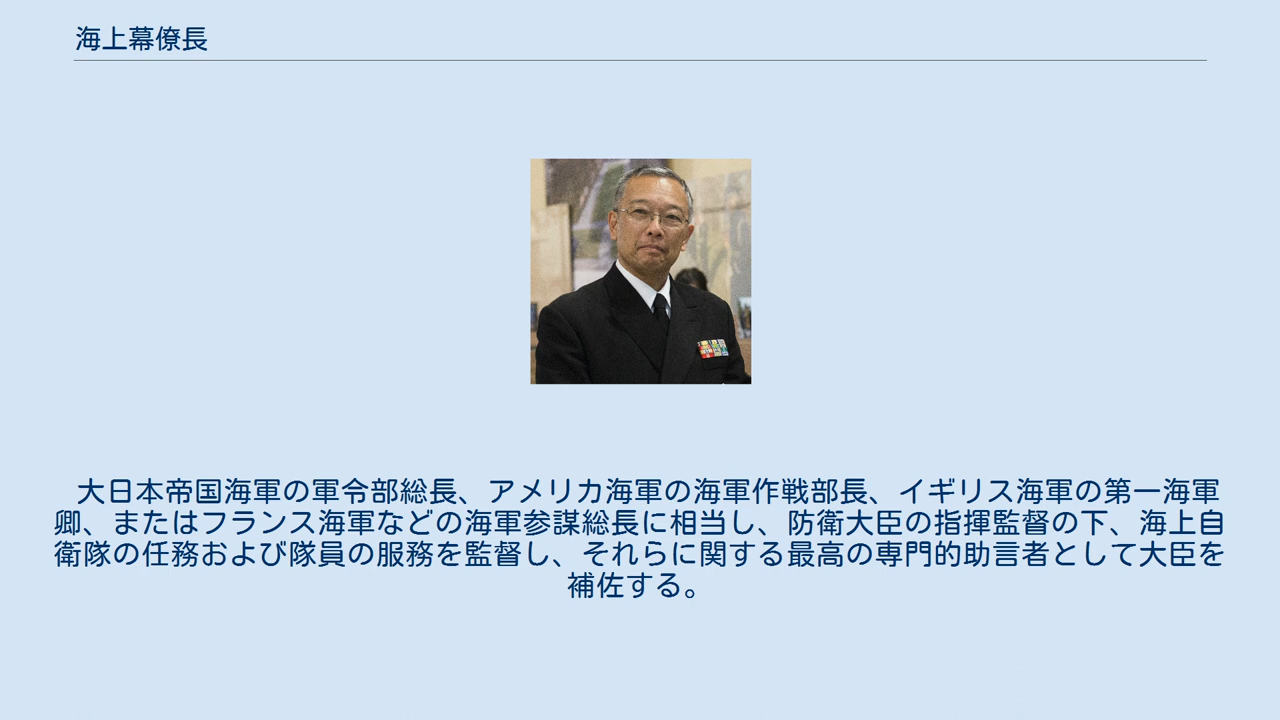 海上幕僚長
大日本帝国海軍の軍令部総長、アメリカ海軍の海軍作戦部長、イギリス海軍の第一海軍
卿、またはフランス海軍などの海軍参謀総長に相当し、防衛大臣の指揮監督の下、海上自
衛隊の任務および隊員の服務を監督し、それらに関する最高の専門的助言者として大臣を
補佐する。